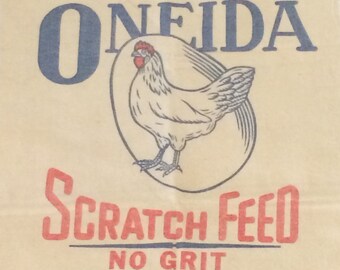 ONEIDA
SCRATCH FEED
NO GRIT